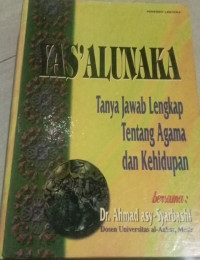 YAS'ALUNAKA
Tanya Jawab Lengkap
Tentang Agama
dan Kehidupan
bersama :
Dr. Ahmad asy-Syarbashi
Dosen Universitas al-Azhar, Mesir